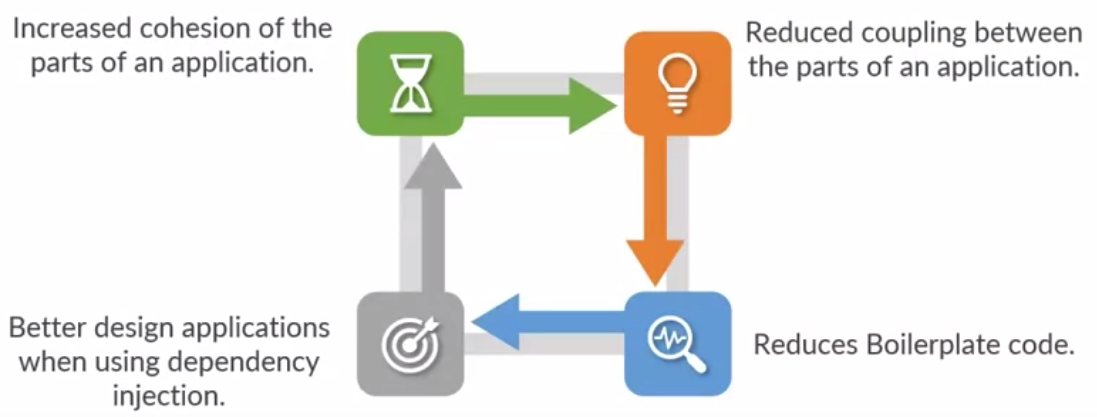 Increased cohesion of the
parts of an application.
Reduced coupling between
the parts of an application.
Better design applications
when using dependency
injection.
Reduces Boilerplate code.